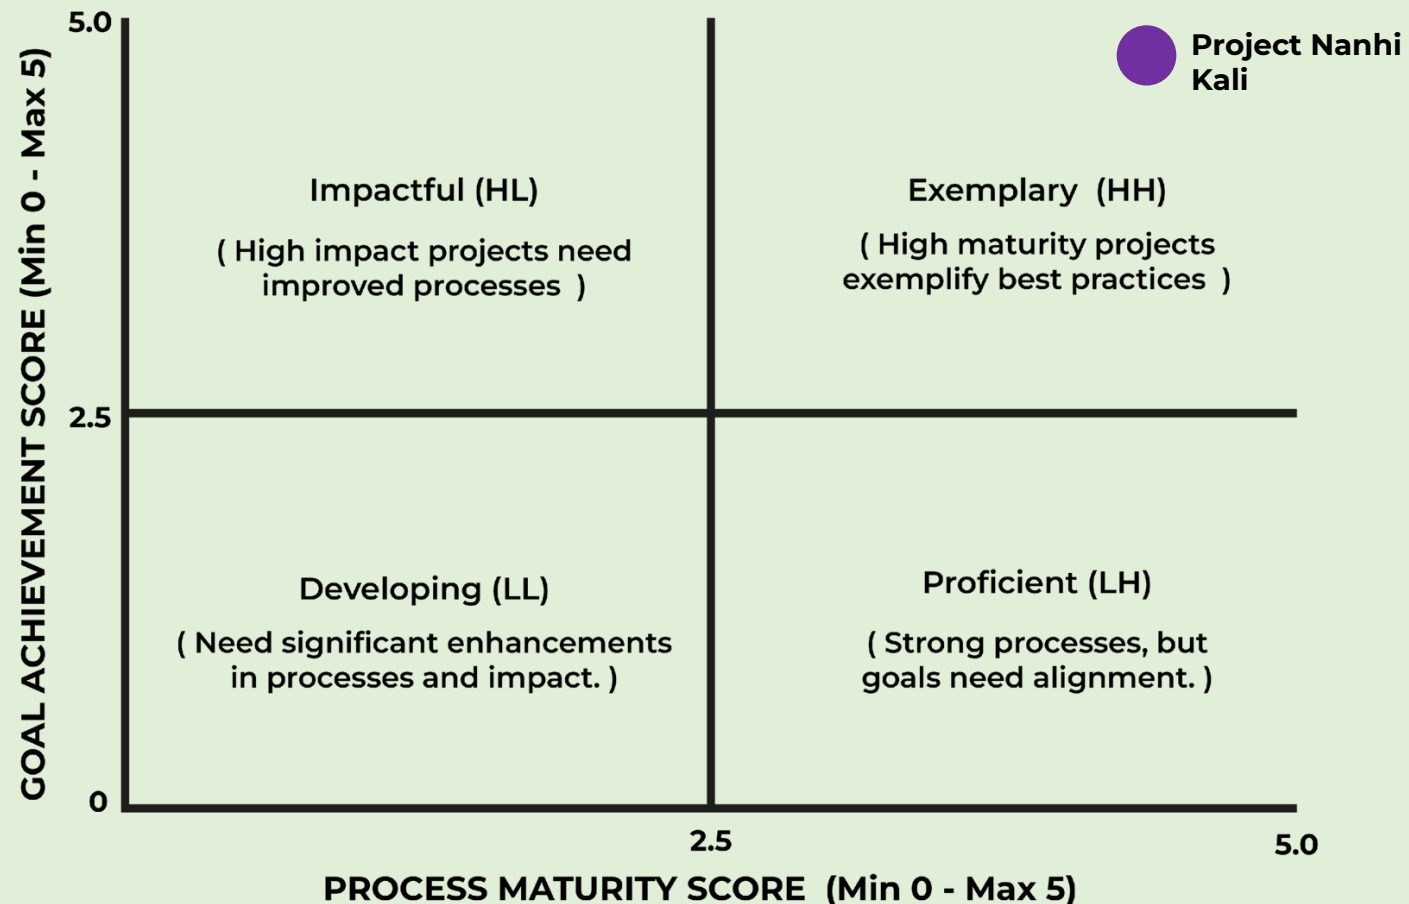 5.0
Project Nanhi
Kali
GOAL ACHIEVEMENT SCORE (Min 0 - Max 5)
Impactful (HL)
( High impact projects need
improved processes )
Exemplary (HH)
( High maturity projects
exemplify best practices )
2.5
Developing (LL)
( Need significant enhancements
in processes and impact. )
Proficient (LH)
( Strong processes, but
goals need alignment. )
0
2.5
5.0
PROCESS MATURITY SCORE (Min 0 - Max 5)